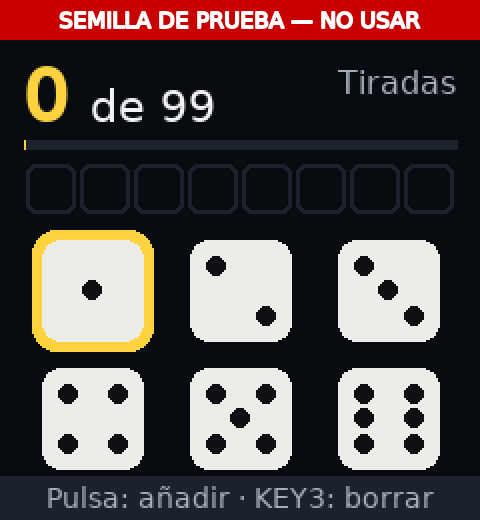 SEMILLA DE PRUEBA — NO USAR
0 de 99
Tiradas
Pulsa: añadir · KEY3: borrar